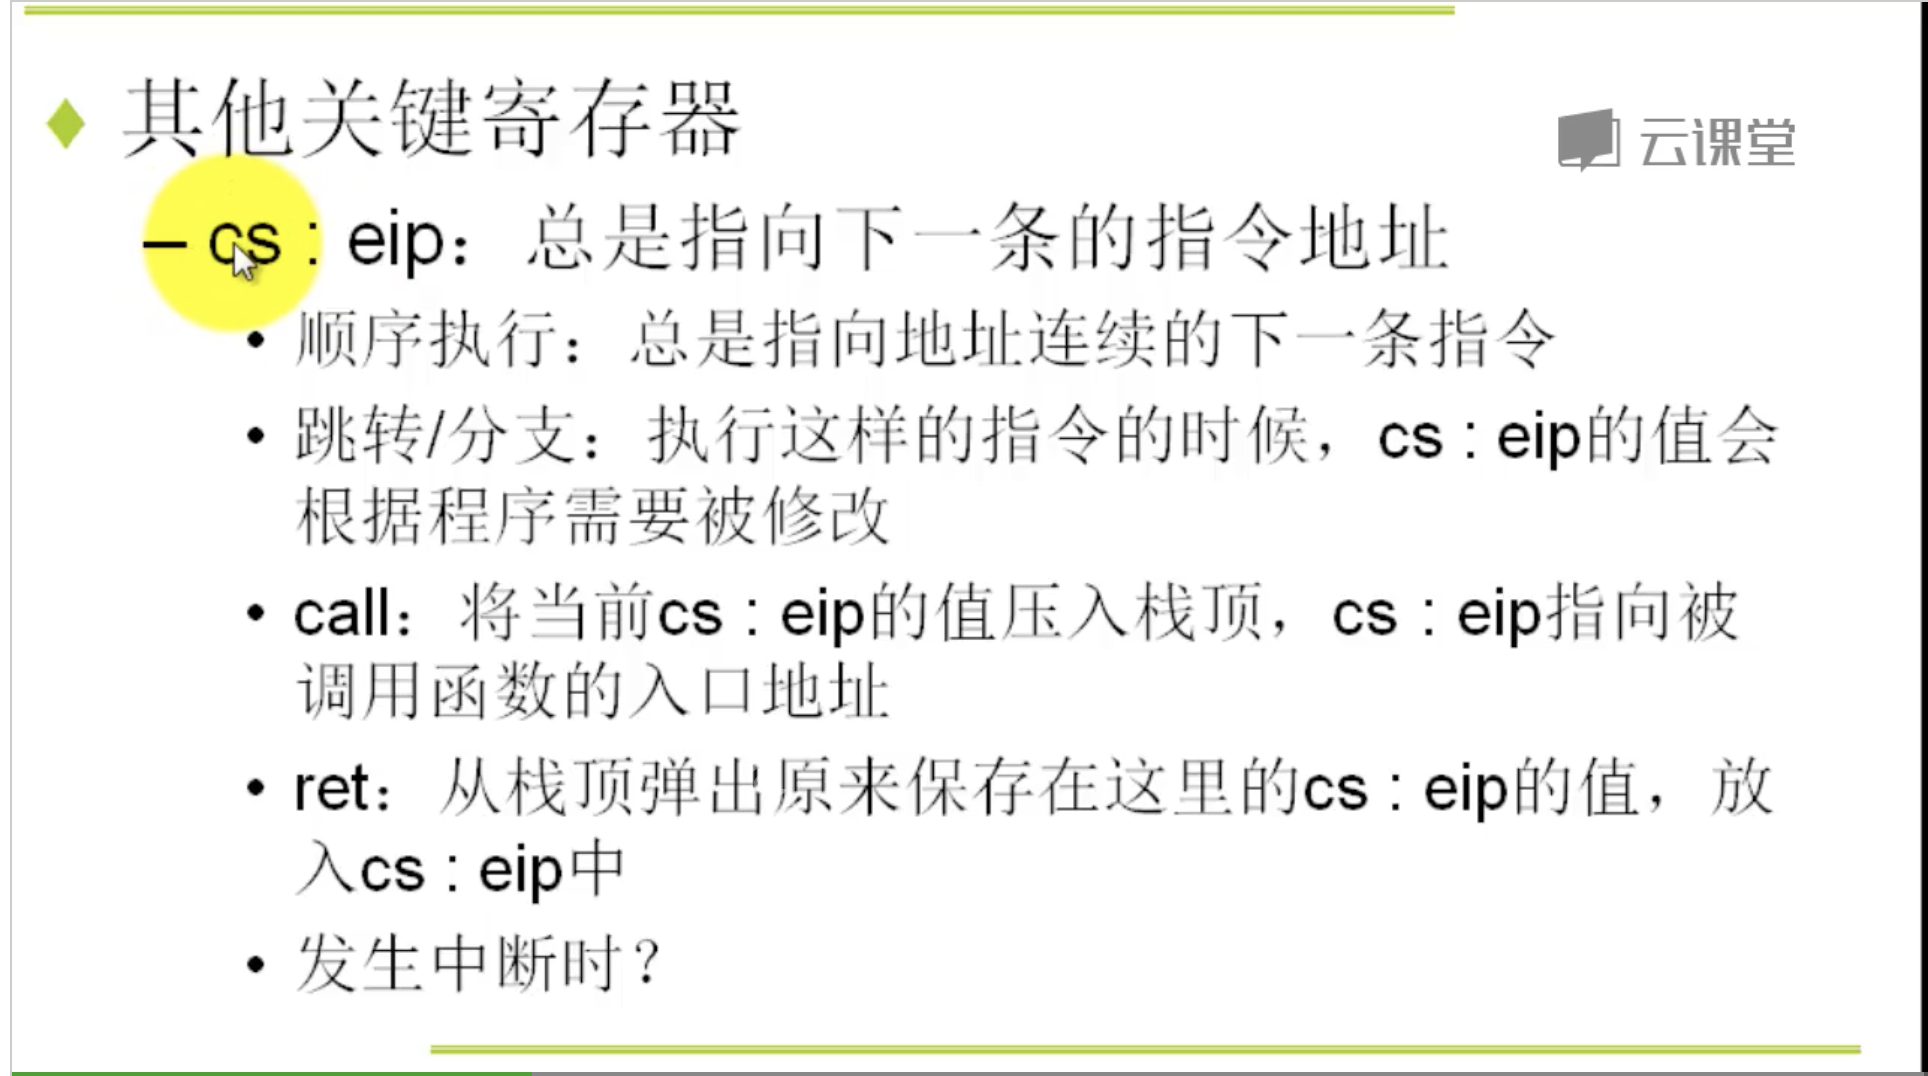 其他关键寄存器
云课堂
– cs : eip：总是指向下一条的指令地址
• 顺序执行：总是指向地址连续的下一条指令
• 跳转/分支：执行这样的指令的时候，cs : eip的值会
根据程序需要被修改
• call：将当前cs : eip的值压入栈顶，cs : eip指向被
调用函数的入口地址
• ret：从栈顶弹出原来保存在这里的cs : eip的值，放
入cs : eip中
• 发生中断时？